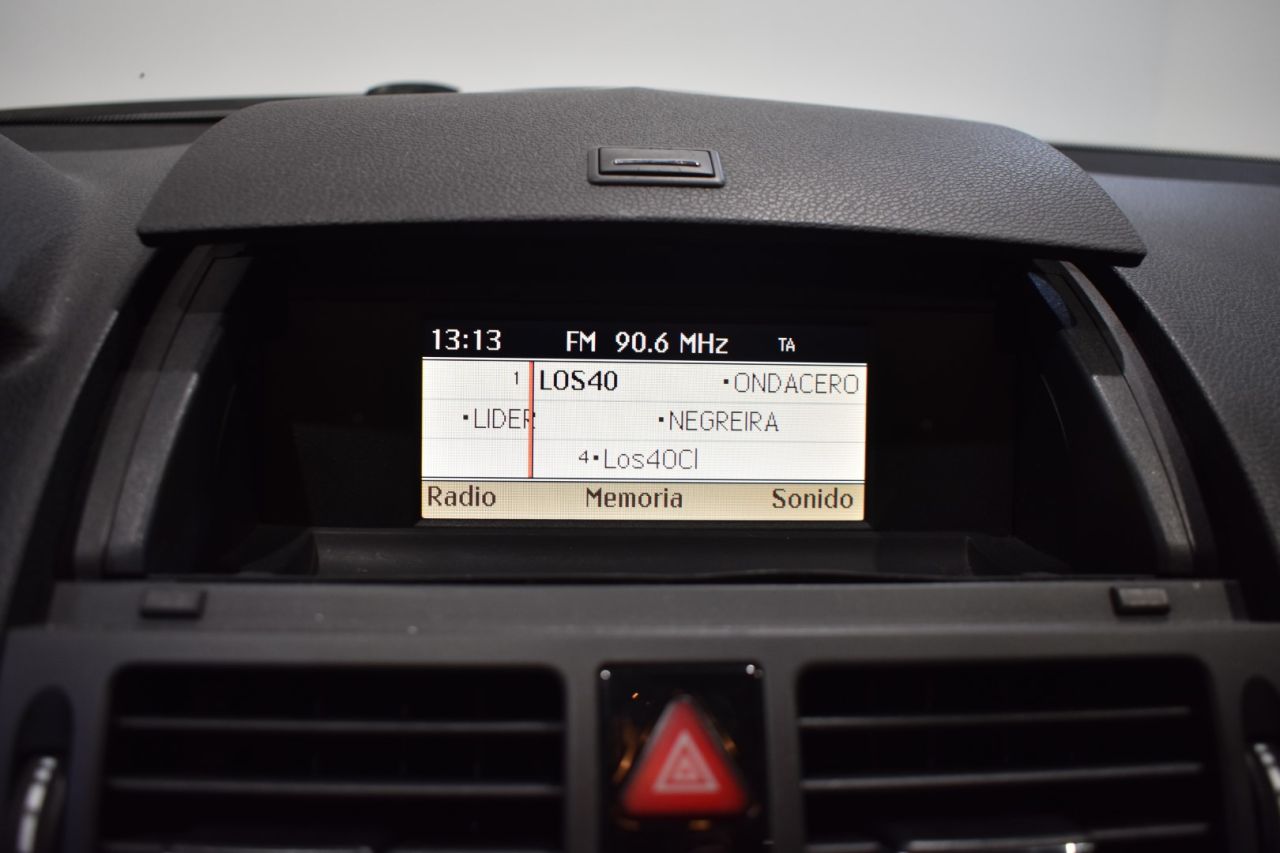 13:13 FM 90.6 MHz TA
1 LOS40 •ONDACERO
•LIDER •NEGREIRA
4•Los40Cl
Radio Memoria Sonido